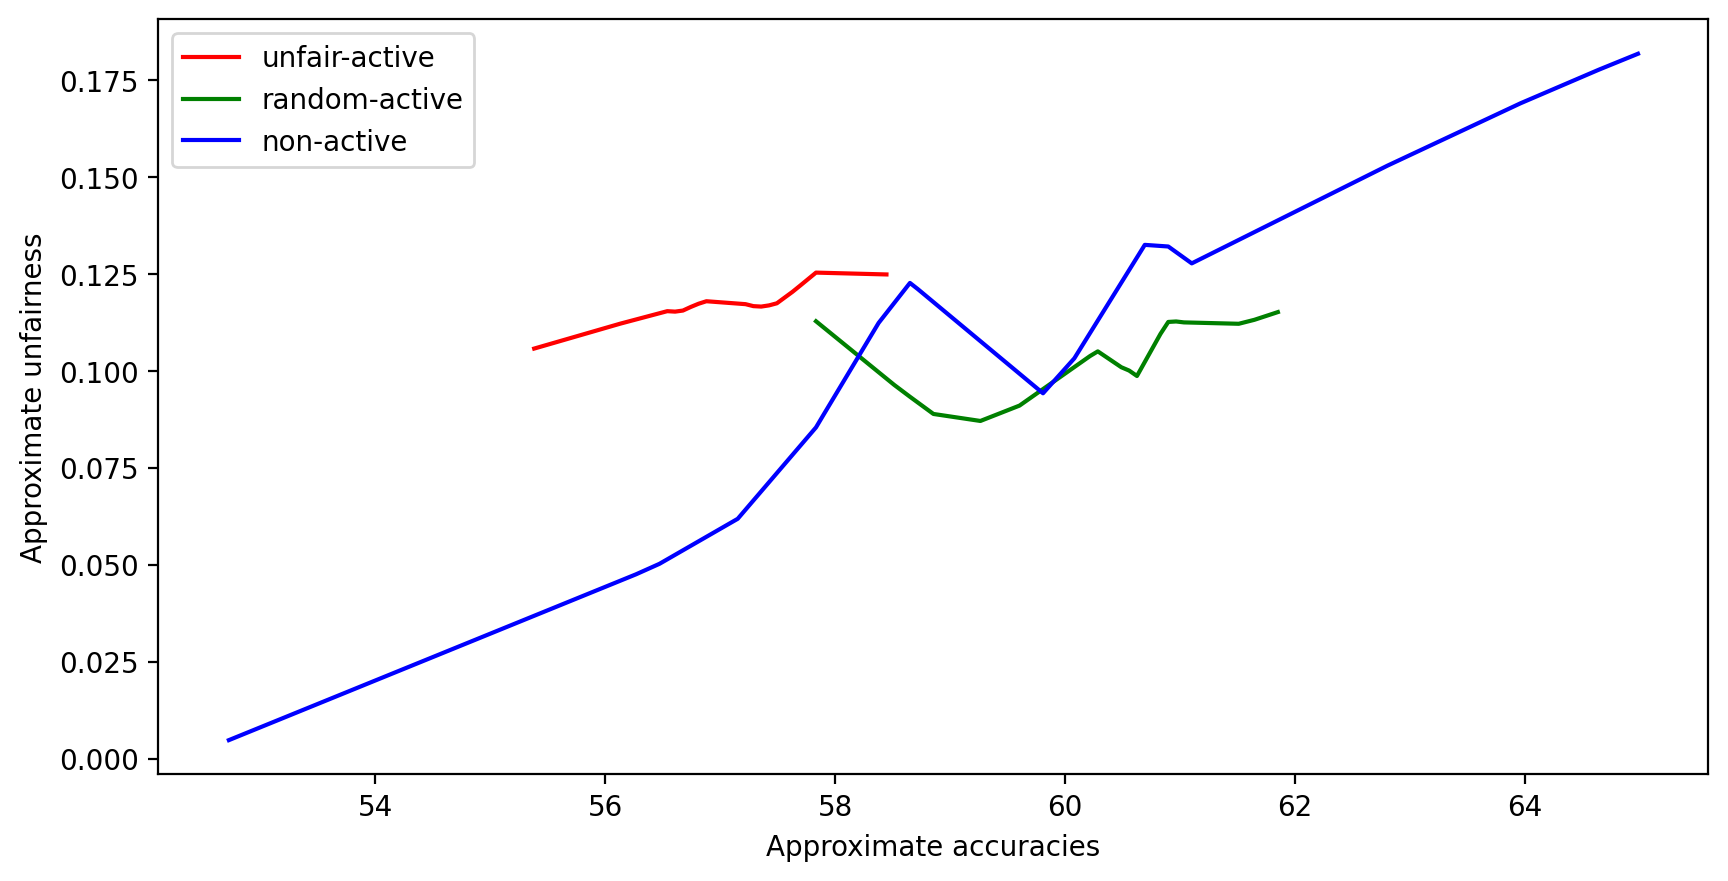 unfair-active
random-active
non-active
0.175
0.150
0.125
0.100
0.075
0.050
0.025
0.000
Approximate unfairness
54 56 58 60 62 64
Approximate accuracies